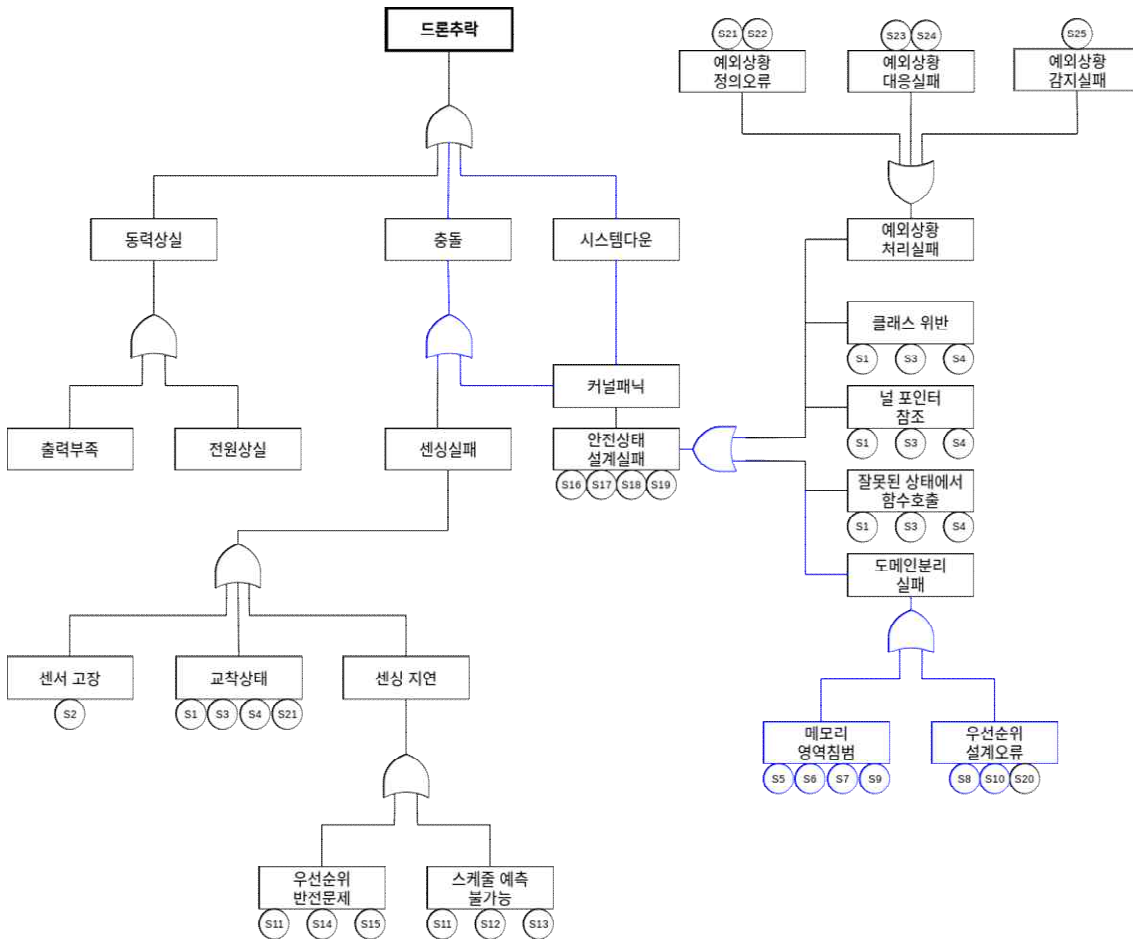 드론추락
S21 S22
예외상황
정의오류
S23 S24
예외상황
대응실패
S25
예외상황
감지실패
동력상실
충돌
시스템다운
예외상황
처리실패
클래스 위반
S1 S3 S4
커널패닉
널 포인터
참조
S1 S3 S4
출력부족
전원상실
센싱실패
안전상태
설계실패
S16 S17 S18 S19
잘못된 상태에서
함수호출
S1 S3 S4
도메인분리
실패
센서 고장
S2
교착상태
S1 S3 S4 S21
센싱 지연
메모리
영역침범
S5 S6 S7 S9
우선순위
설계오류
S8 S10 S20
우선순위
반전문제
S11 S14 S15
스케줄 예측
불가능
S11 S12 S13